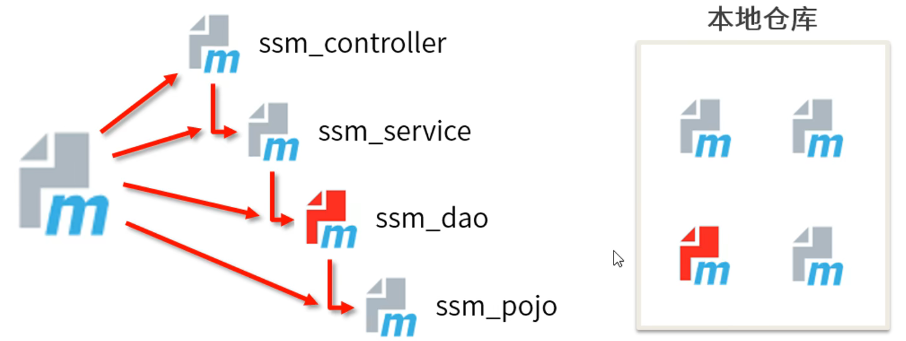 本地仓库
ssm_controller
m
m
m
ssm_service
m
m
ssm_dao
m
m
m
ssm_pojo
m